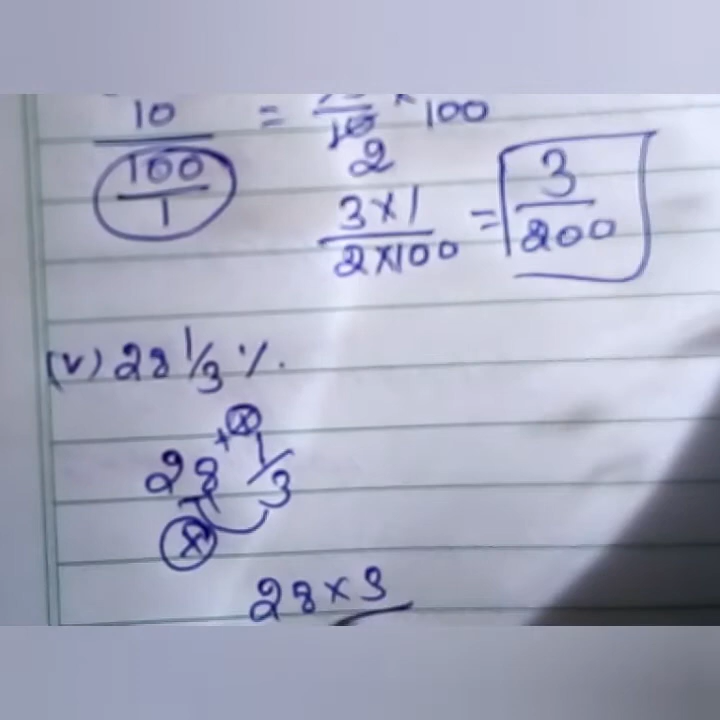 10/(100/1) = /10 × 100
2
3×1/2×100 = 3/200
(v) 28 1/3 %.
28 + 1/3
28 × 3